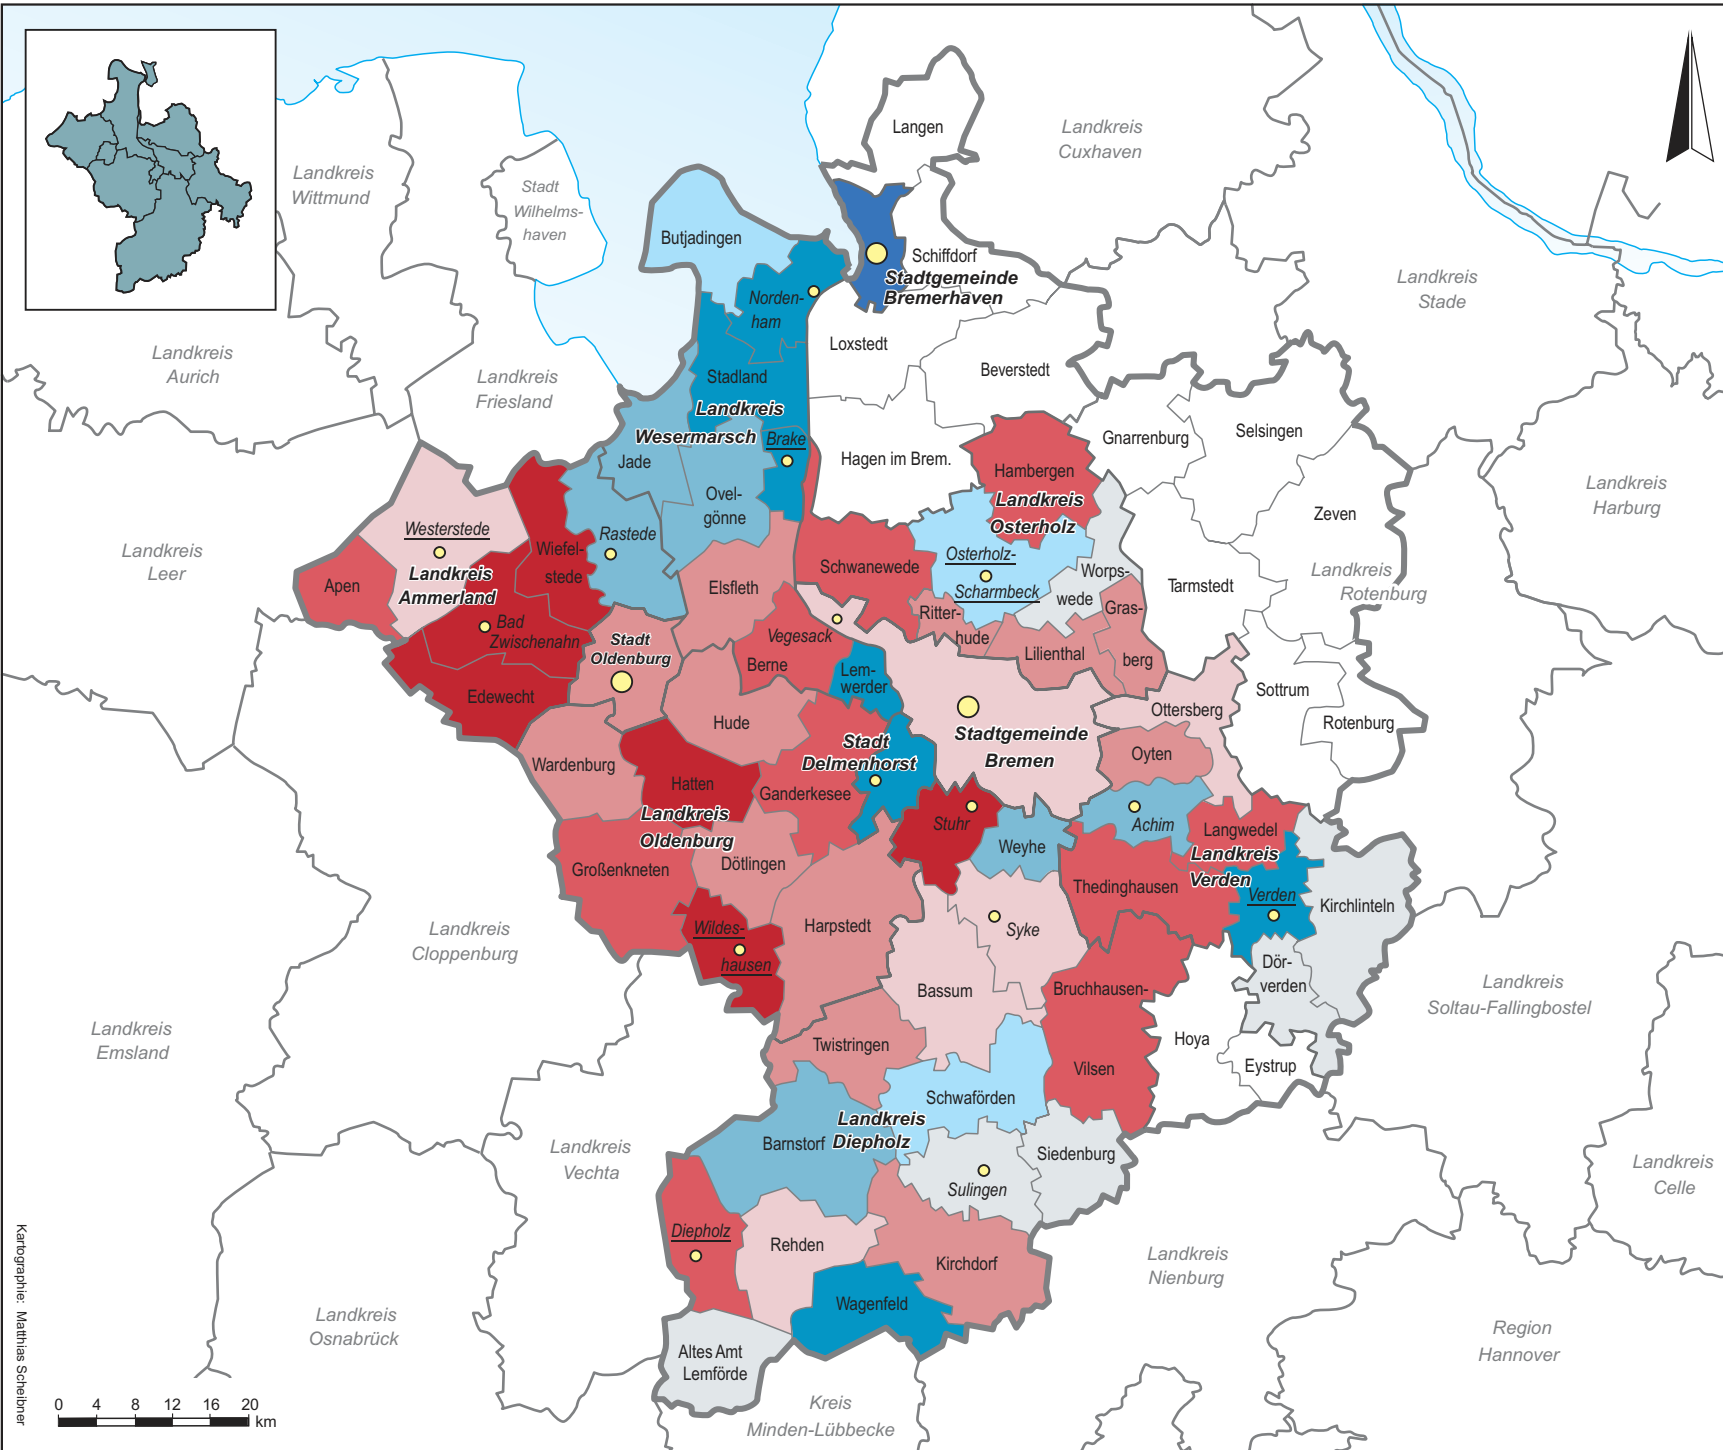 Langen
Landkreis
Cuxhaven
Landkreis
Wittmund
Stadt
Wilhelms-
haven
Butjadingen
Schiffdorf
Stadtgemeinde
Bremerhaven
Landkreis
Stade
Norden-
ham
Loxstedt
Landkreis
Aurich
Landkreis
Friesland
Stadland
Beverstedt
Landkreis
Wesermarsch
Brake
Gnarrenburg
Selsingen
Jade
Hagen im Brem.
Hambergen
Landkreis
Osterholz
Landkreis
Harburg
Ovel-
gönne
Zeven
Westerstede
Rastede
Wiefel-
stede
Landkreis
Leer
Apen
Landkreis
Ammerland
Elsfleth
Schwanewede
Osterholz-
Scharmbeck
Worps-
wede
Tarmstedt
Landkreis
Rotenburg
Bad
Zwischenahn
Stadt
Oldenburg
Vegesack
Berne
Ritter-
hude
Lilienthal
Gras-
berg
Lem-
werder
Edewecht
Sottrum
Ottersberg
Rotenburg
Hude
Stadt
Delmenhorst
Stadtgemeinde
Bremen
Oyten
Wardenburg
Hatten
Ganderkesee
Landkreis
Oldenburg
Stuhr
Weyhe
Achim
Langwedel
Landkreis
Verden
Großenkneten
Dötlingen
Thedinghausen
Verden
Kirchlinteln
Wildes-
hausen
Harpstedt
Syke
Landkreis
Cloppenburg
Dör-
verden
Bassum
Bruchhausen-
Vilsen
Landkreis
Soltau-Fallingbostel
Landkreis
Emsland
Twistringen
Hoya
Eystrup
Schwaförden
Landkreis
Diepholz
Barnstorf
Landkreis
Vechta
Siedenburg
Sulingen
Landkreis
Celle
Diepholz
Rehden
Kirchdorf
Landkreis
Nienburg
Wagenfeld
Landkreis
Osnabrück
Region
Hannover
Altes Amt
Lemförde
Kreis
Minden-Lübbecke
Kartographie: Matthias Scheibner
0 4 8 12 16 20
km